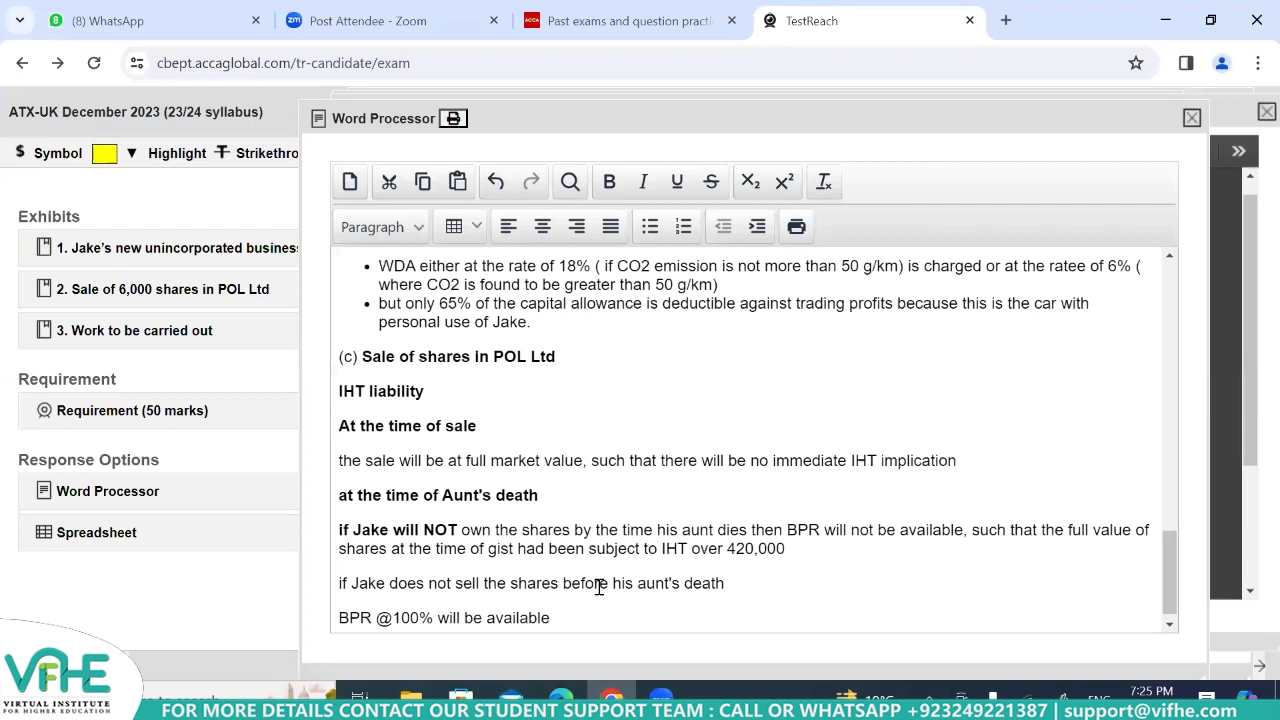 (8) WhatsApp
Post Attendee - Zoom
Past exams and question practi
TestReach
cbept.accaglobal.com/tr-candidate/exam
ATX-UK December 2023 (23/24 syllabus)
Word Processor
$ Symbol Highlight T Strikethro
Exhibits
1. Jake's new unincorporated business
2. Sale of 6,000 shares in POL Ltd
3. Work to be carried out
Requirement
Requirement (50 marks)
Response Options
Word Processor
Spreadsheet
Paragraph
• WDA either at the rate of 18% ( if CO2 emission is not more than 50 g/km) is charged or at the ratee of 6% (
where CO2 is found to be greater than 50 g/km)
• but only 65% of the capital allowance is deductible against trading profits because this is the car with
personal use of Jake.
(c) Sale of shares in POL Ltd
IHT liability
At the time of sale
the sale will be at full market value, such that there will be no immediate IHT implication
at the time of Aunt's death
if Jake will NOT own the shares by the time his aunt dies then BPR will not be available, such that the full value of
shares at the time of gist had been subject to IHT over 420,000
if Jake does not sell the shares before his aunt's death
BPR @100% will be available
7:25 PM
VIFHE
VIRTUAL INSTITUTE
FOR HIGHER EDUCATION
FOR MORE DETAILS CONTACT OUR STUDENT SUPPORT TEAM : CALL OR WHATSAPP +923249221387 | support@vifhe.com